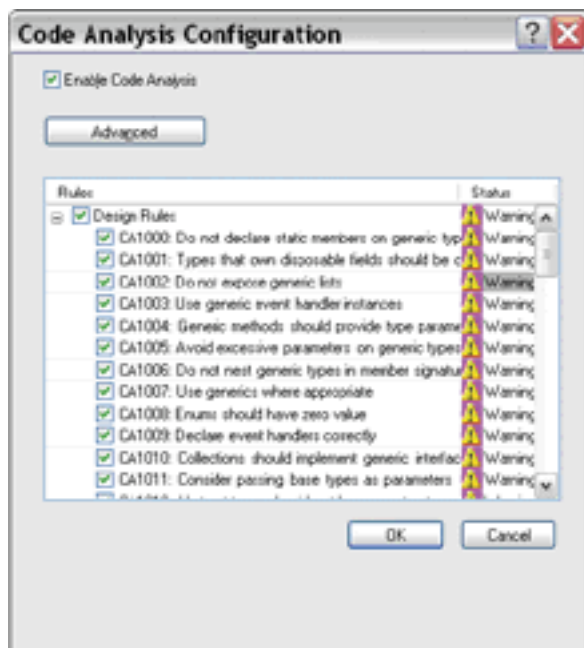 Code Analysis Configuration ? X
Enable Code Analysis
Advanced
Rules Status
Design Rules Warning
CA1000: Do not declare static members on generic typ Warning
CA1001: Types that own disposable fields should be c Warning
CA1002: Do not expose generic lists Warning
CA1003: Use generic event handler instances Warning
CA1004: Generic methods should provide type parame Warning
CA1005: Avoid excessive parameters on generic types Warning
CA1006: Do not nest generic types in member signatu Warning
CA1007: Use generics where appropriate Warning
CA1008: Enums should have zero value Warning
CA1009: Declare event handlers correctly Warning
CA1010: Collections should implement generic interfac Warning
CA1011: Consider passing base types as parameters Warning
OK Cancel